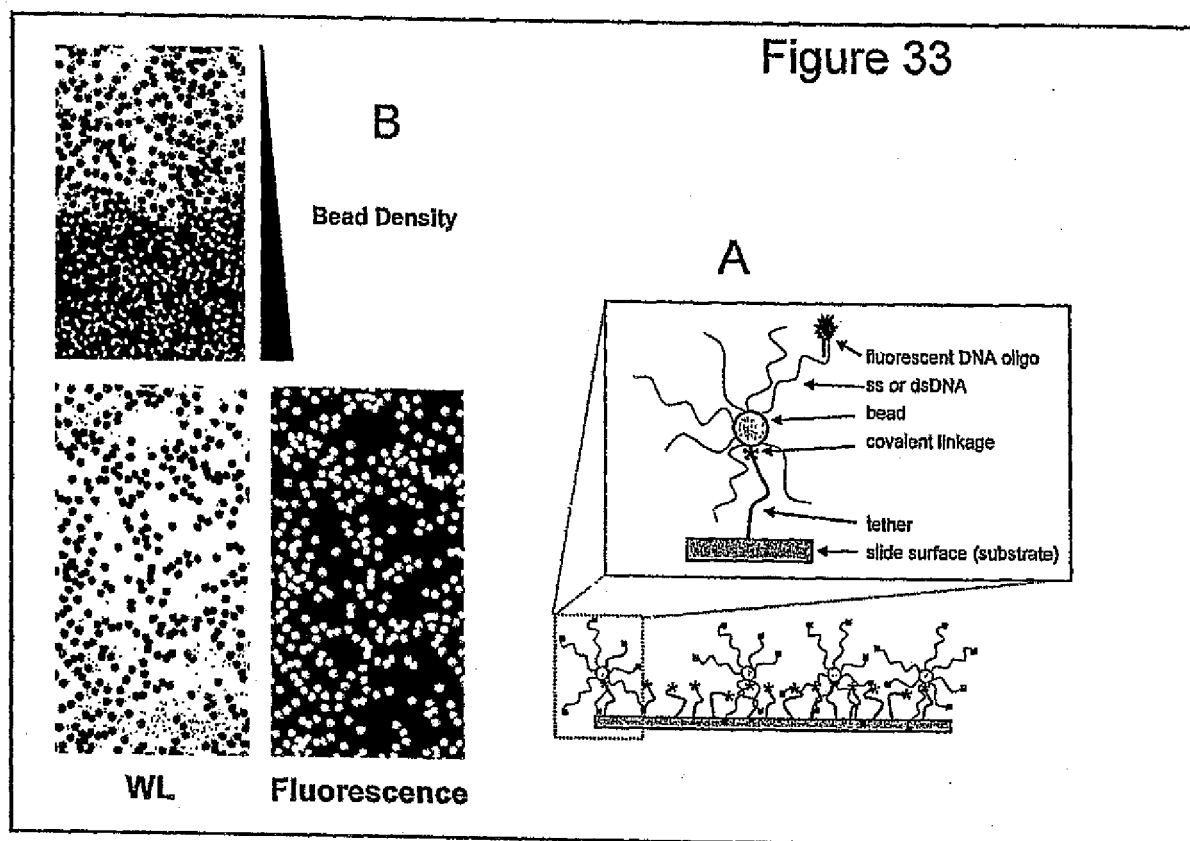 Figure 33
B
Bead Density
A
fluorescent DNA oligo
ss or dsDNA
bead
covalent linkage
tether
slide surface (substrate)
WL
Fluorescence